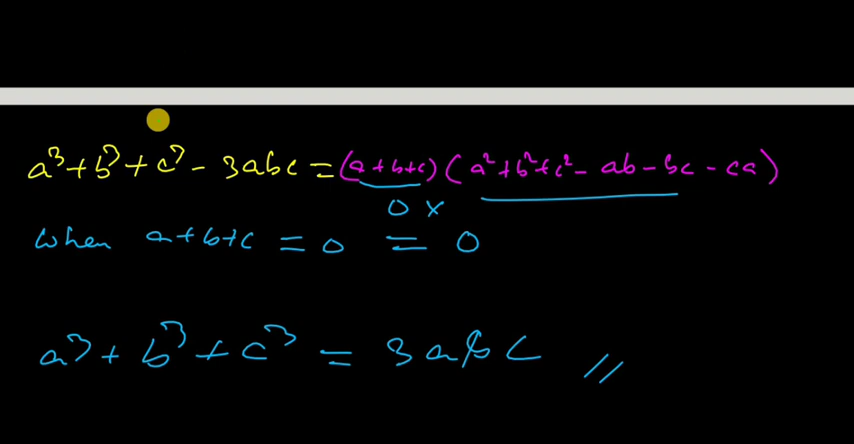 a³+b³+c³-3abc=(a+b+c)(a²+b²+c²-ab-bc-ca)
0 ×
When a+b+c = 0 = 0
a³+b³+c³ = 3abc //